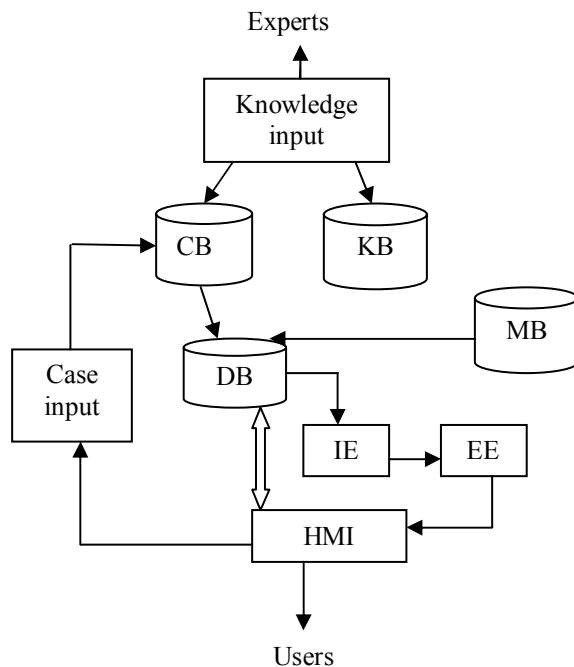 Experts
Knowledge
input
CB
KB
MB
DB
Case
input
IE
EE
HMI
Users